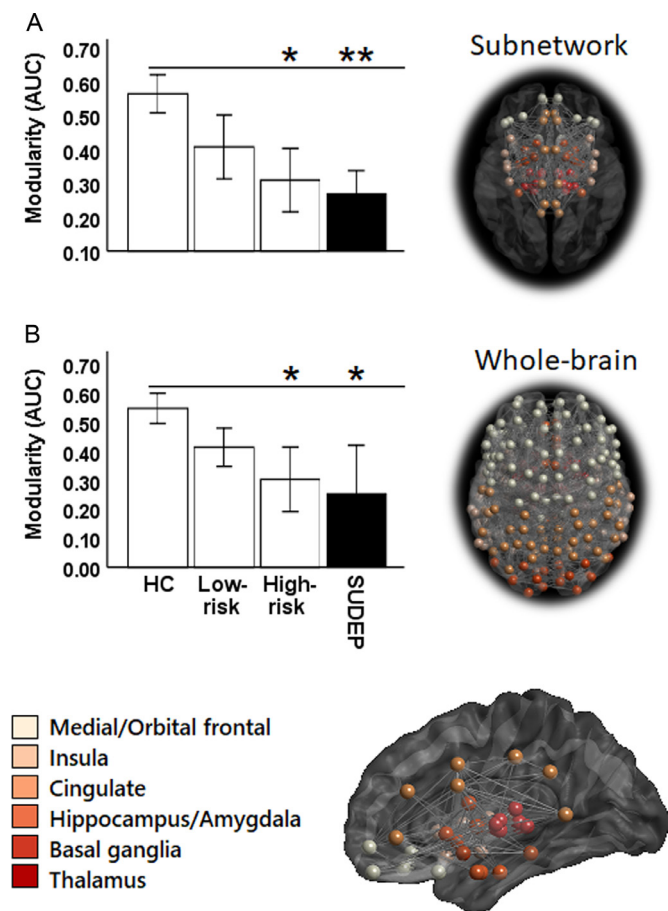 A
Modularity (AUC)
0.70
0.60
0.50
0.40
0.30
0.20
0.10
* **
Subnetwork
B
Modularity (AUC)
0.70
0.60
0.50
0.40
0.30
0.20
0.10
0.00
* *
HC
Low-
risk
High-
risk
SUDEP
Whole-brain
Medial/Orbital frontal
Insula
Cingulate
Hippocampus/Amygdala
Basal ganglia
Thalamus